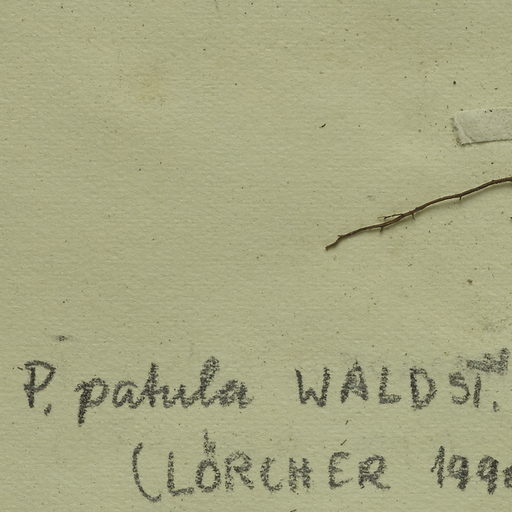 P. patula WALDST.
(LÖRCHER 199